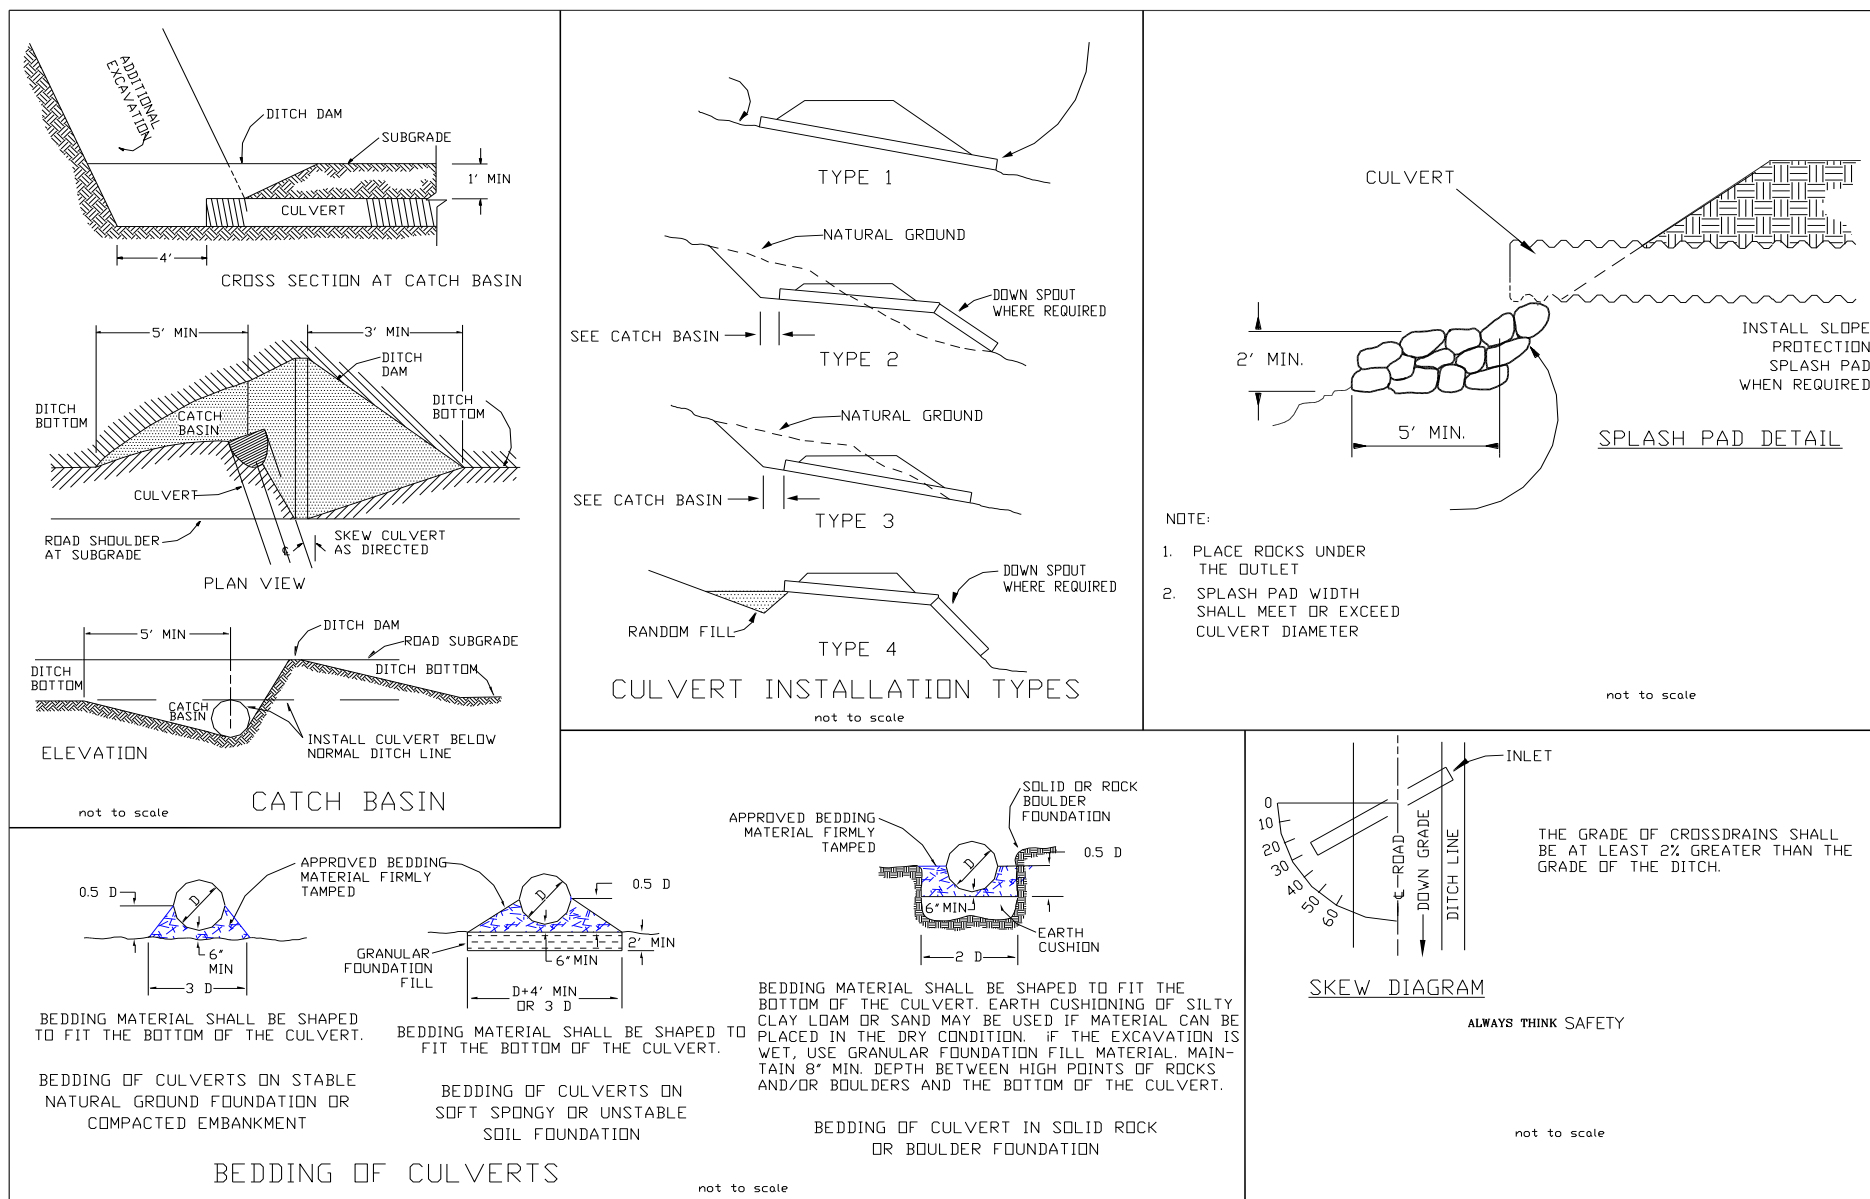 ADDITIONAL
EXCAVATION
DITCH DAM
SUBGRADE
1' MIN
CULVERT
4'
CROSS SECTION AT CATCH BASIN
5' MIN
3' MIN
DITCH
DAM
DITCH
BOTTOM
DITCH
BOTTOM
CATCH
BASIN
CULVERT
ROAD SHOULDER
AT SUBGRADE
℄
SKEW CULVERT
AS DIRECTED
PLAN VIEW
5' MIN
DITCH DAM
ROAD SUBGRADE
DITCH
BOTTOM
DITCH BOTTOM
CATCH
BASIN
INSTALL CULVERT BELOW
NORMAL DITCH LINE
ELEVATION
CATCH BASIN
not to scale
TYPE 1
NATURAL GROUND
DOWN SPOUT
WHERE REQUIRED
SEE CATCH BASIN
TYPE 2
NATURAL GROUND
SEE CATCH BASIN
TYPE 3
DOWN SPOUT
WHERE REQUIRED
RANDOM FILL
TYPE 4
CULVERT INSTALLATION TYPES
not to scale
CULVERT
2' MIN.
5' MIN.
INSTALL SLOPE
PROTECTION
SPLASH PAD
WHEN REQUIRED
SPLASH PAD DETAIL
NOTE:
1. PLACE ROCKS UNDER
THE OUTLET
2. SPLASH PAD WIDTH
SHALL MEET OR EXCEED
CULVERT DIAMETER
not to scale
APPROVED BEDDING
MATERIAL FIRMLY
TAMPED
0.5 D
D
6" MIN
3 D
BEDDING MATERIAL SHALL BE SHAPED
TO FIT THE BOTTOM OF THE CULVERT.
BEDDING OF CULVERTS ON STABLE
NATURAL GROUND FOUNDATION OR
COMPACTED EMBANKMENT
D
0.5 D
2' MIN
6" MIN
GRANULAR
FOUNDATION
FILL
D+4' MIN
OR 3 D
BEDDING MATERIAL SHALL BE SHAPED TO
FIT THE BOTTOM OF THE CULVERT.
BEDDING OF CULVERTS ON
SOFT SPONGY OR UNSTABLE
SOIL FOUNDATION
SOLID OR ROCK
BOULDER
FOUNDATION
APPROVED BEDDING
MATERIAL FIRMLY
TAMPED
D
0.5 D
6" MIN
EARTH
CUSHION
2 D
BEDDING MATERIAL SHALL BE SHAPED TO FIT THE
BOTTOM OF THE CULVERT. EARTH CUSHIONING OF SILTY
CLAY LOAM OR SAND MAY BE USED IF MATERIAL CAN BE
PLACED IN THE DRY CONDITION. iF THE EXCAVATION IS
WET, USE GRANULAR FOUNDATION FILL MATERIAL. MAIN-
TAIN 8" MIN. DEPTH BETWEEN HIGH POINTS OF ROCKS
AND/OR BOULDERS AND THE BOTTOM OF THE CULVERT.
BEDDING OF CULVERT IN SOLID ROCK
OR BOULDER FOUNDATION
BEDDING OF CULVERTS
not to scale
INLET
0
10
20
30
40
50
60
℄ ROAD
DOWN GRADE
DITCH LINE
THE GRADE OF CROSSDRAINS SHALL
BE AT LEAST 2% GREATER THAN THE
GRADE OF THE DITCH.
SKEW DIAGRAM
ALWAYS THINK SAFETY
not to scale